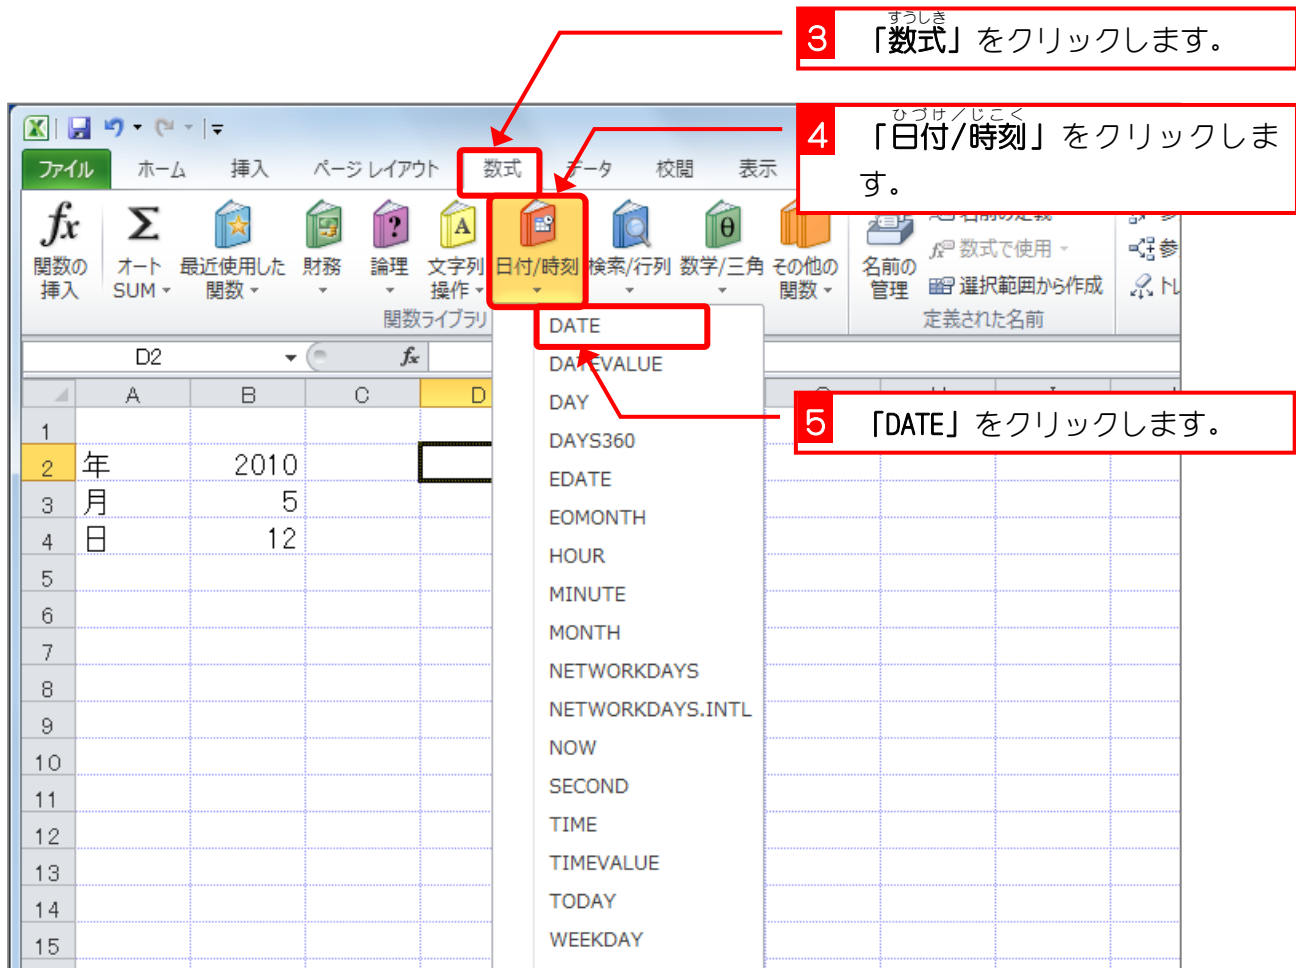 すうしき
3 「数式」をクリックします。
ひづけ/じこく
4 「日付/時刻」をクリックしま
す。
ファイル ホーム 挿入 ページ レイアウト 数式 データ 校閲 表示
関数の
挿入
オート
SUM
最近使用した
関数
財務
論理
文字列
操作
日付/時刻
検索/行列
数学/三角
その他の
関数
名前の
管理
数式で使用
選択範囲から作成
参
トレ
関数ライブラリ
定義された名前
D2
fx
DATE
DATEVALUE
DAY
DAYS360
EDATE
EOMONTH
HOUR
MINUTE
MONTH
NETWORKDAYS
NETWORKDAYS.INTL
NOW
SECOND
TIME
TIMEVALUE
TODAY
WEEKDAY
5 「DATE」をクリックします。
A B C D
1
2 年 2010
3 月 5
4 日 12
5
6
7
8
9
10
11
12
13
14
15